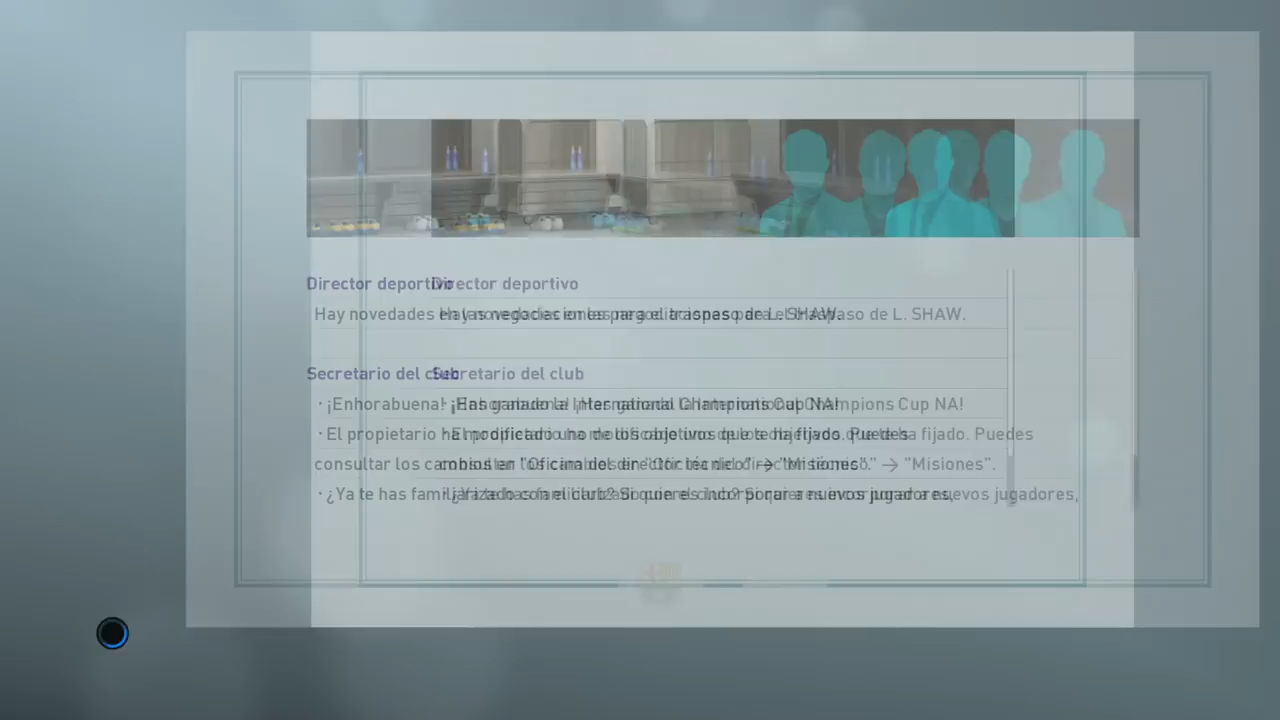 Director deportivo
Hay novedades en las negociaciones para el traspaso de L. SHAW.
Secretario del club
· ¡Enhorabuena! ¡Has ganado la International Champions Cup NA!
· El propietario ha modificado uno de los objetivos que te ha fijado. Puedes
consultar los cambios en "Oficina del director técnico" → "Misiones".
· ¿Ya te has familiarizado con el club? Si quieres incorporar a nuevos jugadores,